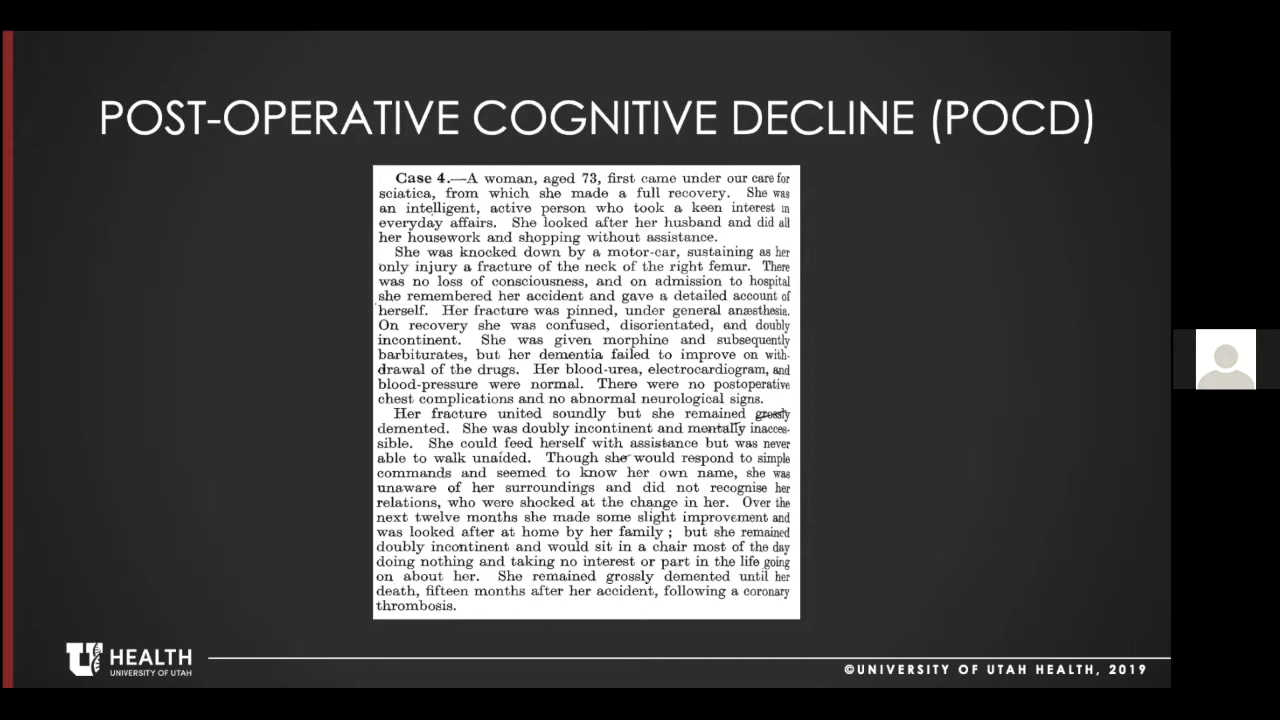 POST-OPERATIVE COGNITIVE DECLINE (POCD)
Case 4.—A woman, aged 73, first came under our care for
sciatica, from which she made a full recovery. She was
an intelligent, active person who took a keen interest in
everyday affairs. She looked after her husband and did all
her housework and shopping without assistance.
She was knocked down by a motor-car, sustaining as her
only injury a fracture of the neck of the right femur. There
was no loss of consciousness, and on admission to hospital
she remembered her accident and gave a detailed account of
herself. Her fracture was pinned, under general anæsthesia.
On recovery she was confused, disorientated, and doubly
incontinent. She was given morphine and subsequently
barbiturates, but her dementia failed to improve on with-
drawal of the drugs. Her blood-urea, electrocardiogram, and
blood-pressure were normal. There were no postoperative
chest complications and no abnormal neurological signs.
Her fracture united soundly but she remained grossly
demented. She was doubly incontinent and mentally inacces-
sible. She could feed herself with assistance but was never
able to walk unaided. Though she would respond to simple
commands and seemed to know her own name, she was
unaware of her surroundings and did not recognise her
relations, who were shocked at the change in her. Over the
next twelve months she made some slight improvement and
was looked after at home by her family ; but she remained
doubly incontinent and would sit in a chair most of the day
doing nothing and taking no interest or part in the life going
on about her. She remained grossly demented until her
death, fifteen months after her accident, following a coronary
thrombosis.
U HEALTH
UNIVERSITY OF UTAH
©UNIVERSITY OF UTAH HEALTH, 2019